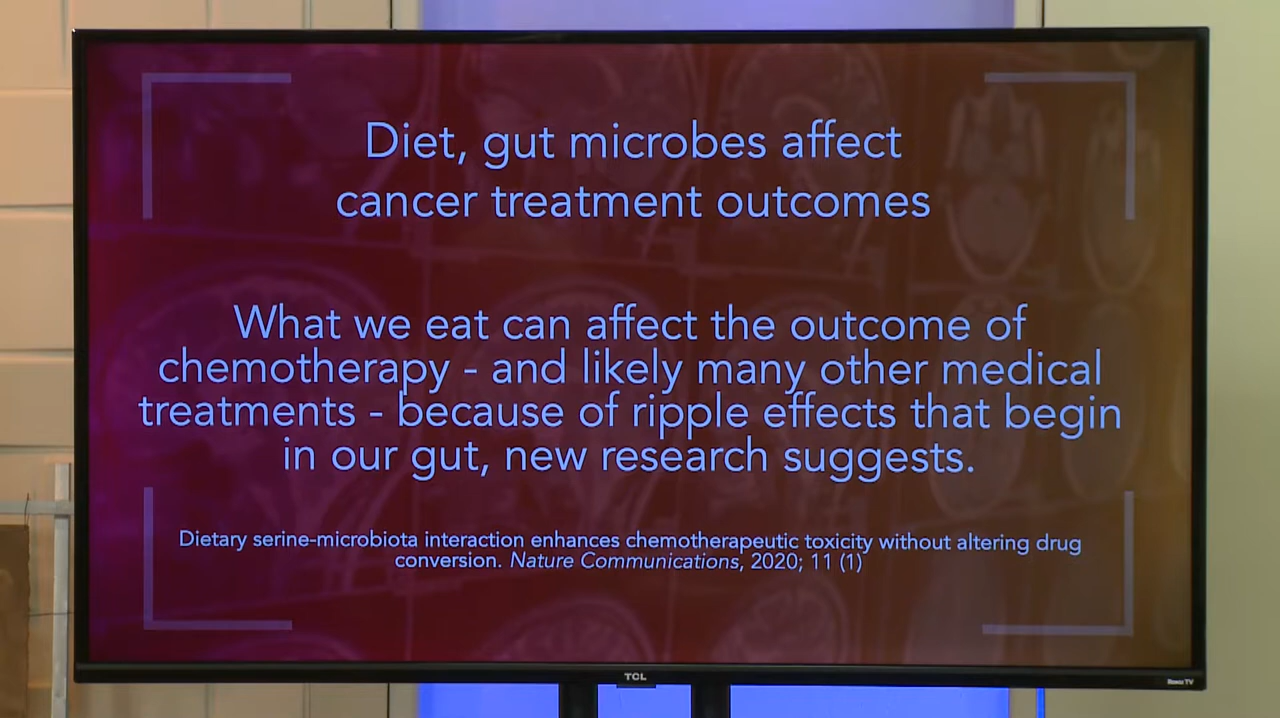 Diet, gut microbes affect
cancer treatment outcomes
What we eat can affect the outcome of
chemotherapy - and likely many other medical
treatments - because of ripple effects that begin
in our gut, new research suggests.
Dietary serine-microbiota interaction enhances chemotherapeutic toxicity without altering drug
conversion. Nature Communications, 2020; 11 (1)
TCL
Roku TV